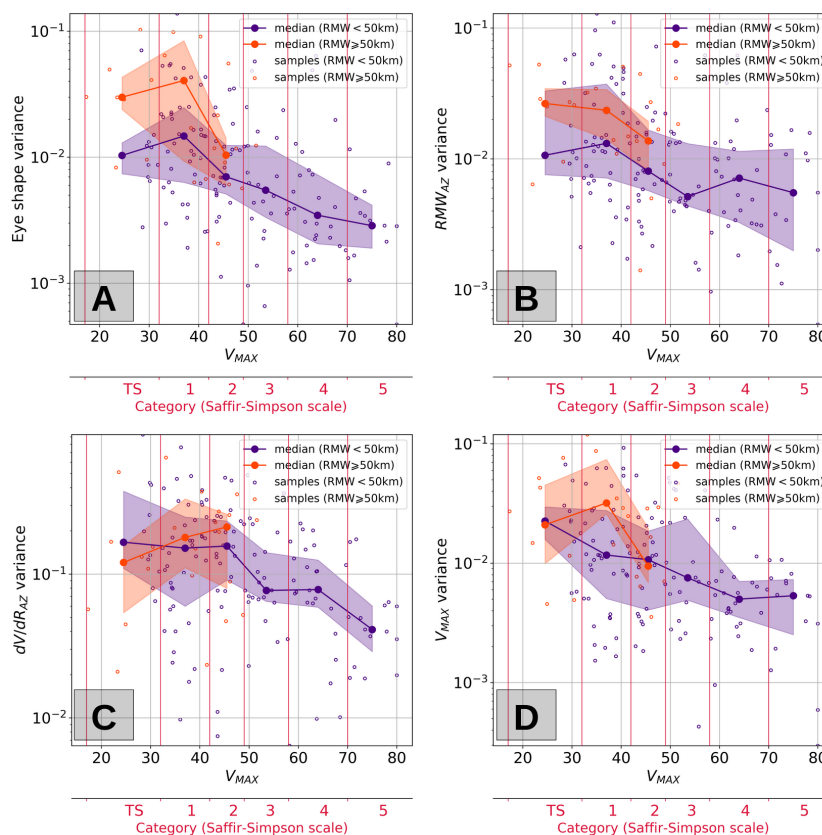 10⁻¹
10⁻²
10⁻³
Eye shape variance
median (RMW < 50km)
median (RMW⩾50km)
samples (RMW < 50km)
samples (RMW⩾50km)
A
20 30 40 50 60 70 80
V_MAX
TS 1 2 3 4 5
Category (Saffir-Simpson scale)
10⁻¹
10⁻²
10⁻³
RMW_AZ variance
median (RMW < 50km)
median (RMW⩾50km)
samples (RMW < 50km)
samples (RMW⩾50km)
B
20 30 40 50 60 70 80
V_MAX
TS 1 2 3 4 5
Category (Saffir-Simpson scale)
10⁻¹
10⁻²
dV/dR_AZ variance
median (RMW < 50km)
median (RMW⩾50km)
samples (RMW < 50km)
samples (RMW⩾50km)
C
20 30 40 50 60 70 80
V_MAX
TS 1 2 3 4 5
Category (Saffir-Simpson scale)
10⁻¹
10⁻²
10⁻³
V_MAX variance
median (RMW < 50km)
median (RMW⩾50km)
samples (RMW < 50km)
samples (RMW⩾50km)
D
20 30 40 50 60 70 80
V_MAX
TS 1 2 3 4 5
Category (Saffir-Simpson scale)